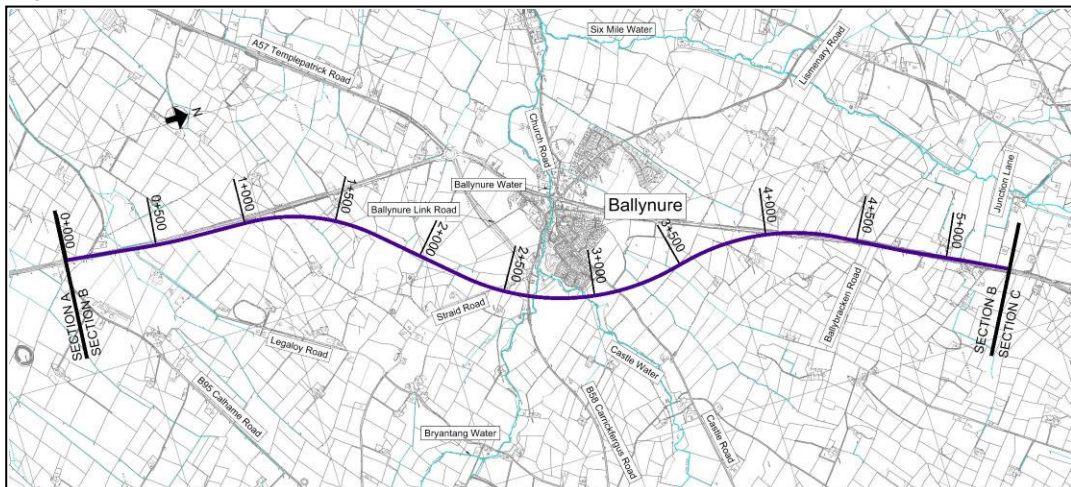 Six Mile Water
A57 Templepatrick Road
Lismenary Road
N
Church Road
Junction Lane
Ballynure Water
Ballynure
Ballynure Link Road
0+000
0+500
1+000
1+500
2+000
2+500
3+000
3+500
4+000
4+500
5+000
SECTION A
SECTION B
Straid Road
Legaloy Road
B95 Calhame Road
Bryantang Water
Castle Water
B58 Carrickfergus Road
Castle Road
Ballybracken Road
SECTION B
SECTION C